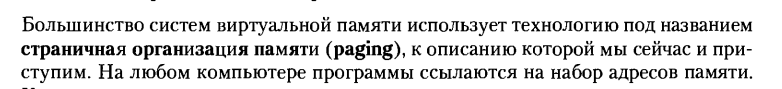 Большинство систем виртуальной памяти использует технологию под названием
страничная организация памяти (paging), к описанию которой мы сейчас и при-
ступим. На любом компьютере программы ссылаются на набор адресов памяти.